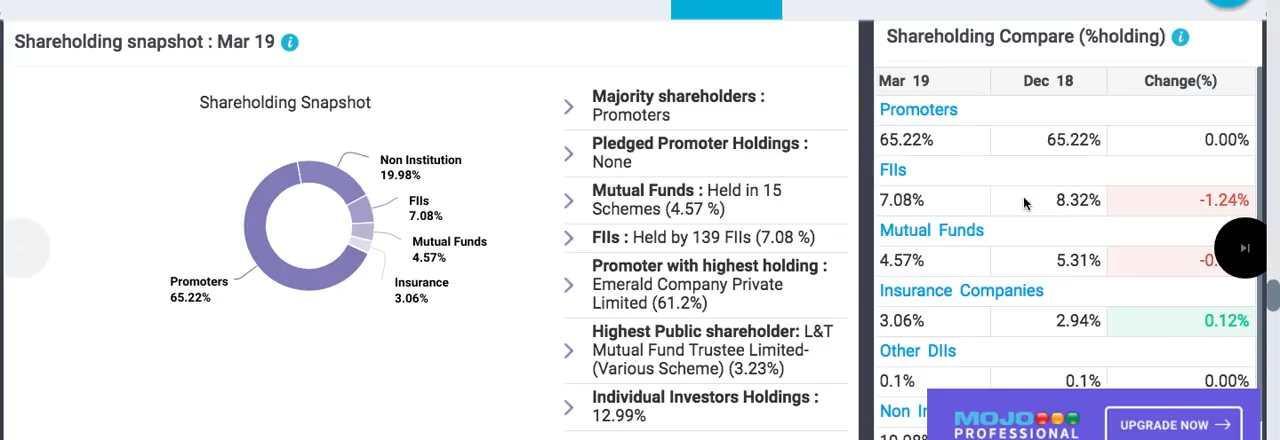 Shareholding snapshot : Mar 19
Shareholding Snapshot
Non Institution
19.98%
FIIs
7.08%
Mutual Funds
4.57%
Insurance
3.06%
Promoters
65.22%
Majority shareholders :
Promoters
Pledged Promoter Holdings :
None
Mutual Funds : Held in 15
Schemes (4.57 %)
FIIs : Held by 139 FIIs (7.08 %)
Promoter with highest holding :
Emerald Company Private
Limited (61.2%)
Highest Public shareholder: L&T
Mutual Fund Trustee Limited-
(Various Scheme) (3.23%)
Individual Investors Holdings :
12.99%
Shareholding Compare (%holding)
Mar 19 Dec 18 Change(%)
Promoters
65.22% 65.22% 0.00%
FIIs
7.08% 8.32% -1.24%
Mutual Funds
4.57% 5.31%
Insurance Companies
3.06% 2.94% 0.12%
Other DIIs
0.1% 0.1% 0.00%
Non
MOJO
PROFESSIONAL
UPGRADE NOW